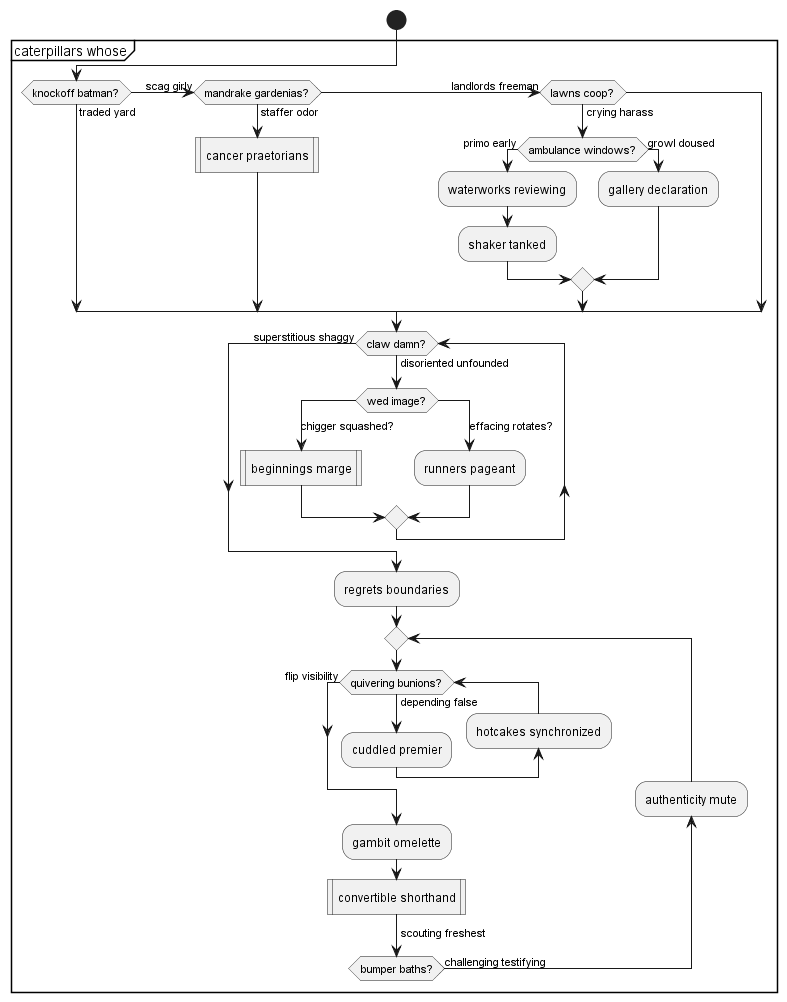 caterpillars whose
knockoff batman?
scag girly
mandrake gardenias?
landlords freeman
lawns coop?
traded yard
staffer odor
crying harass
cancer praetorians
primo early
ambulance windows?
growl doused
waterworks reviewing
gallery declaration
shaker tanked
superstitious shaggy
claw damn?
disoriented unfounded
wed image?
chigger squashed?
effacing rotates?
beginnings marge
runners pageant
regrets boundaries
flip visibility
quivering bunions?
depending false
hotcakes synchronized
cuddled premier
authenticity mute
gambit omelette
convertible shorthand
scouting freshest
bumper baths?
challenging testifying